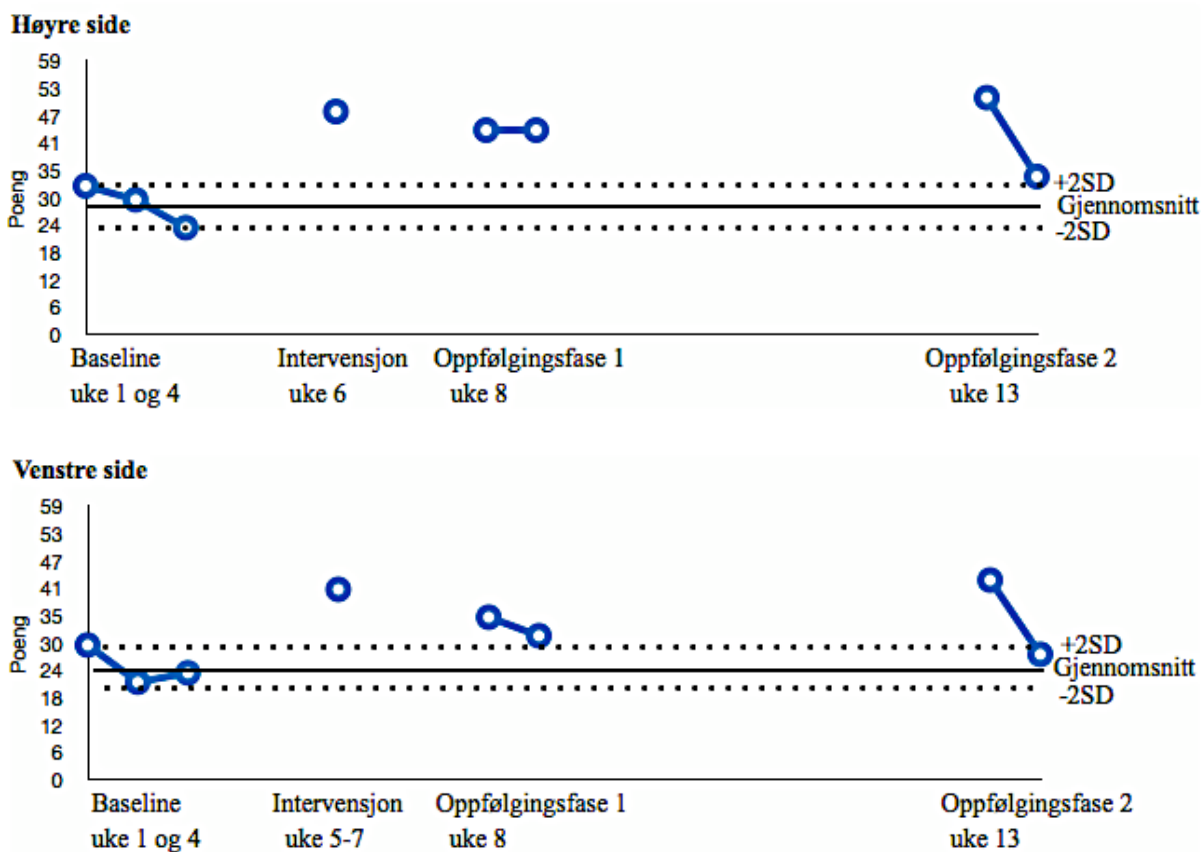 Høyre side
59
53
47
41
35
30
24
18
12
6
0
Poeng
+2SD
Gjennomsnitt
-2SD
Baseline Intervensjon Oppfølgingsfase 1 Oppfølgingsfase 2
uke 1 og 4 uke 6 uke 8 uke 13
Venstre side
59
53
47
41
35
30
24
18
12
6
0
Poeng
+2SD
Gjennomsnitt
-2SD
Baseline Intervensjon Oppfølgingsfase 1 Oppfølgingsfase 2
uke 1 og 4 uke 5-7 uke 8 uke 13